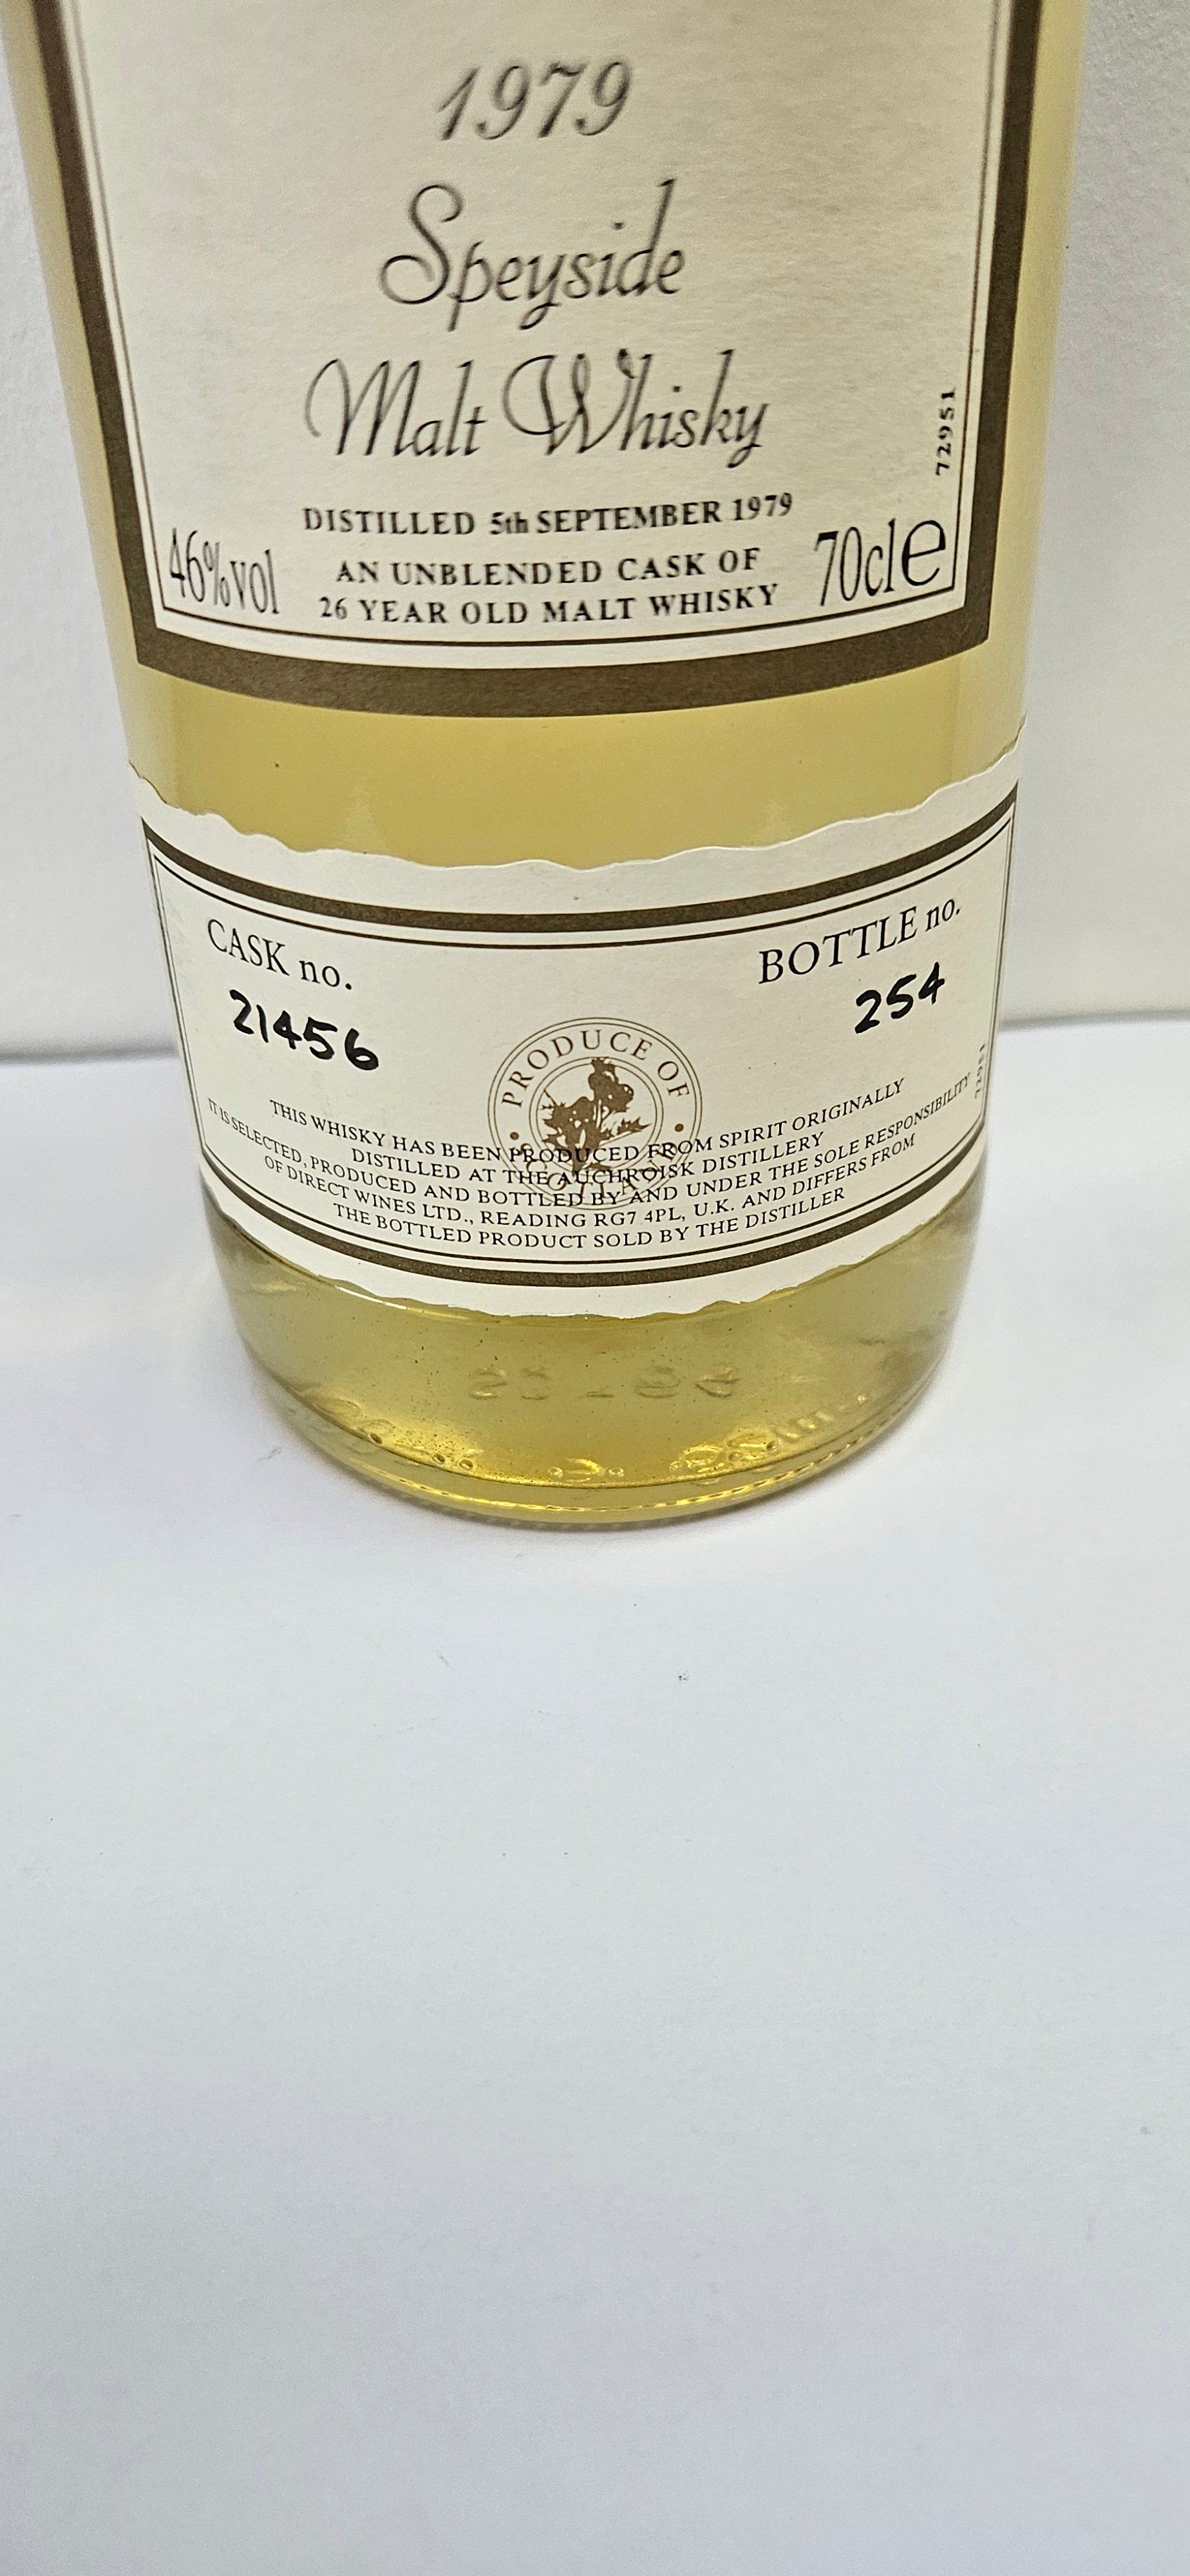 1979
Speyside
Malt Whisky
72951
DISTILLED 5th SEPTEMBER 1979
46%vol
AN UNBLENDED CASK OF
26 YEAR OLD MALT WHISKY
70cl e
CASK no.
21456
BOTTLE no.
254
PRODUCE OF
THIS WHISKY HAS BEEN PRODUCED FROM SPIRIT ORIGINALLY
DISTILLED AT THE AUCHROISK DISTILLERY
IT IS SELECTED, PRODUCED AND BOTTLED BY AND UNDER THE SOLE RESPONSIBILITY
OF DIRECT WINES LTD., READING RG7 4PL, U.K. AND DIFFERS FROM
THE BOTTLED PRODUCT SOLD BY THE DISTILLER